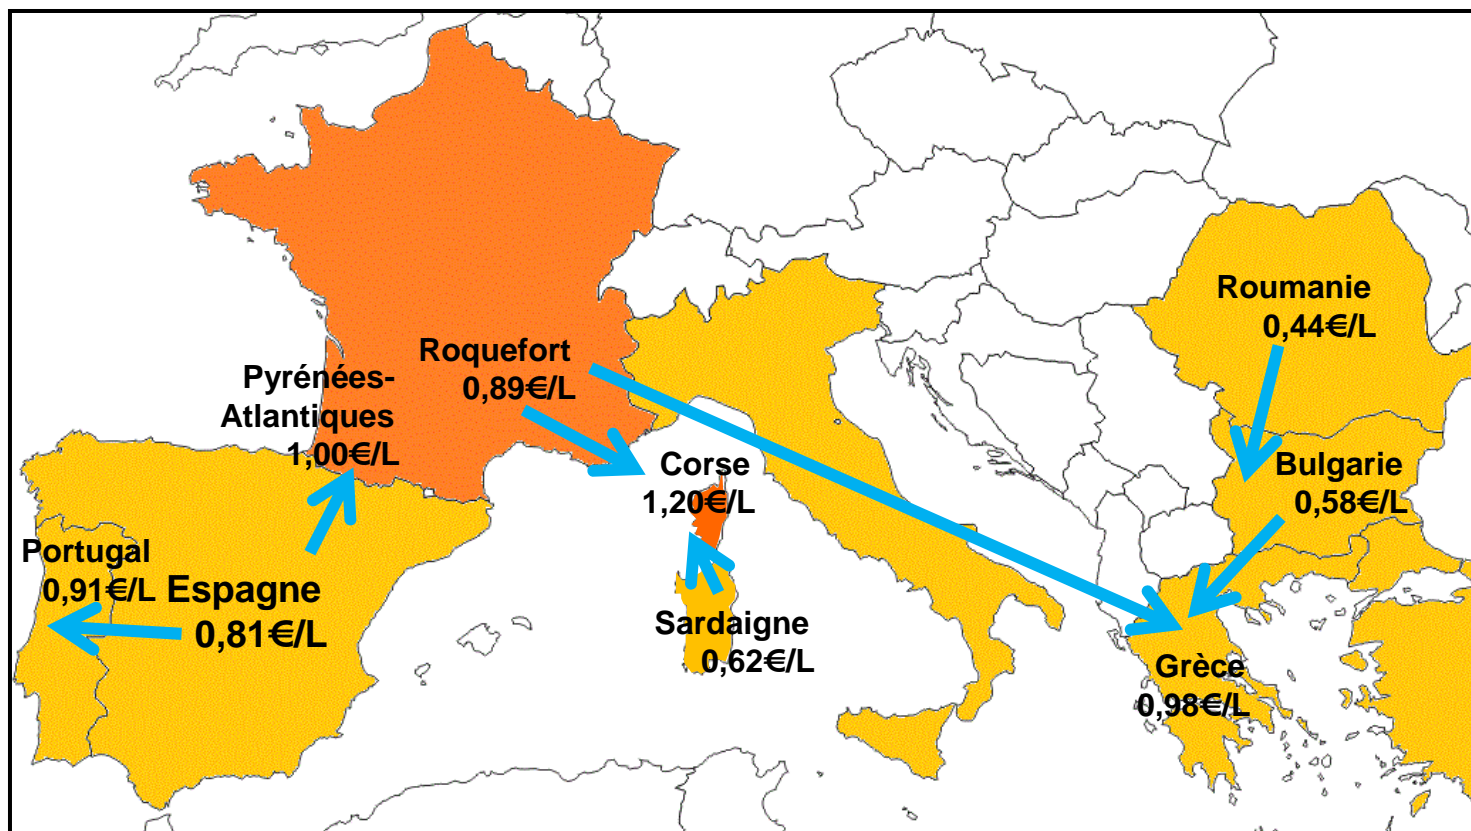 Roumanie
0,44€/L
Roquefort
0,89€/L
Pyrénées-
Atlantiques
1,00€/L
Corse
1,20€/L
Bulgarie
0,58€/L
Portugal
0,91€/L
Espagne
0,81€/L
Sardaigne
0,62€/L
Grèce
0,98€/L